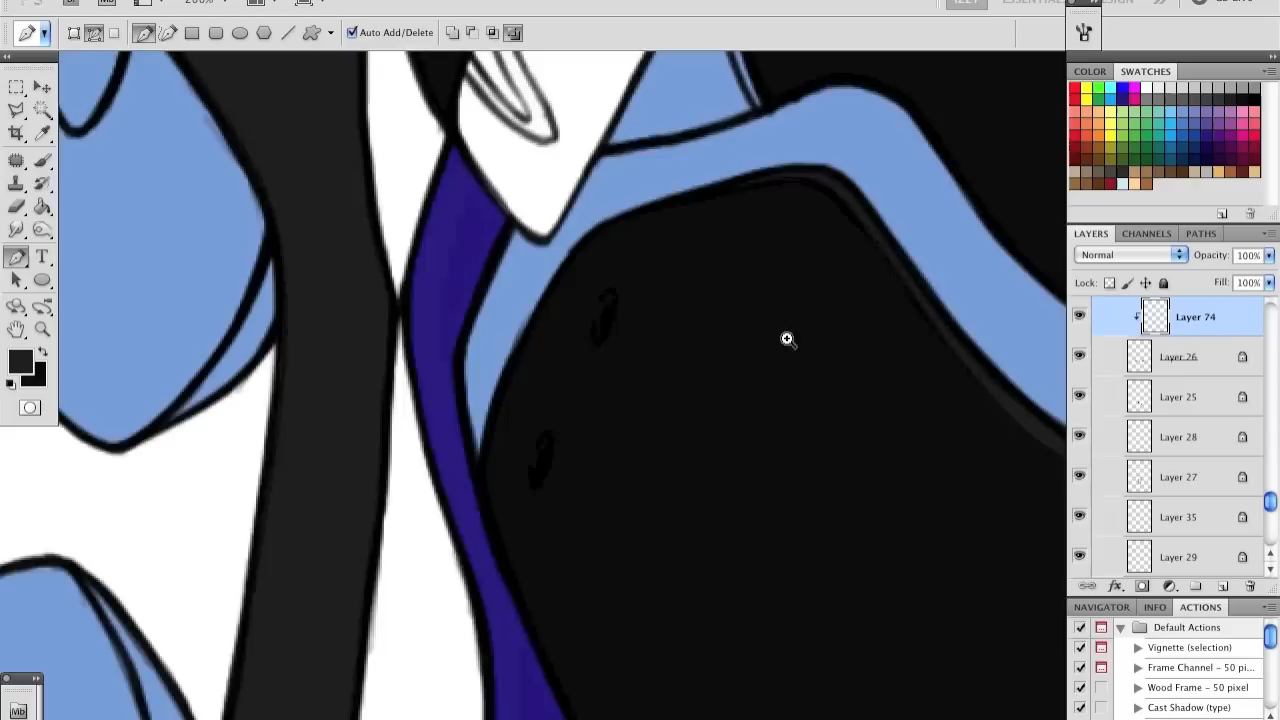 Auto Add/Delete
COLOR SWATCHES
LAYERS CHANNELS PATHS
Normal Opacity: 100%
Lock: Fill: 100%
Layer 74
Layer 26
Layer 25
Layer 28
Layer 27
Layer 35
Layer 29
fx
NAVIGATOR INFO ACTIONS
Default Actions
Vignette (selection)
Frame Channel - 50 pi...
Wood Frame - 50 pixel
Cast Shadow (type)
T
Mb